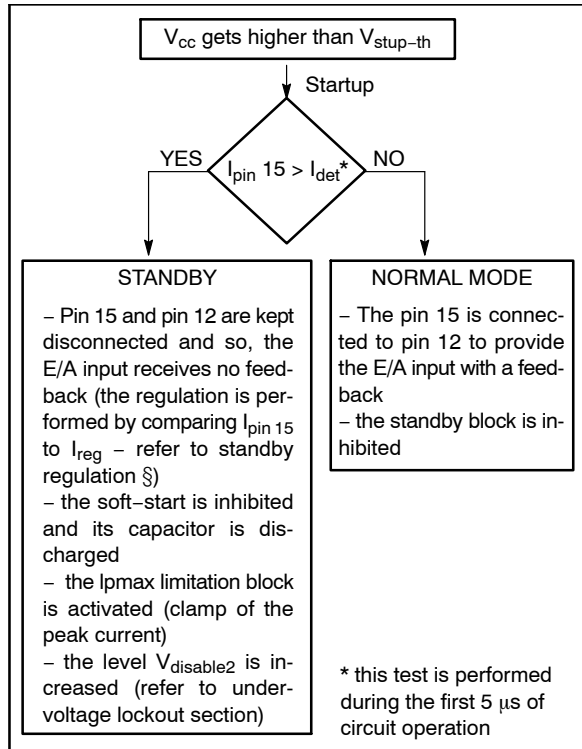 Vcc gets higher than Vstup–th
Startup
YES
Ipin 15 > Idet*
NO
STANDBY
– Pin 15 and pin 12 are kept
disconnected and so, the
E/A input receives no feed-
back (the regulation is per-
formed by comparing Ipin 15
to Ireg – refer to standby
regulation §)
– the soft–start is inhibited
and its capacitor is dis-
charged
– the Ipmax limitation block
is activated (clamp of the
peak current)
– the level Vdisable2 is in-
creased (refer to under-
voltage lockout section)
NORMAL MODE
– The pin 15 is connect-
ed to pin 12 to provide
the E/A input with a feed-
back
– the standby block is in-
hibited
* this test is performed
during the first 5 μs of
circuit operation